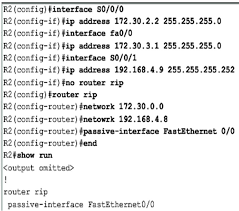 R2(config)#interface S0/0/0
R2(config-if)#ip address 172.30.2.2 255.255.255.0
R2(config-if)#interface fa0/0
R2(config-if)#ip address 172.30.3.1 255.255.255.0
R2(config-if)#interface S0/0/1
R2(config-if)#ip address 192.168.4.9 255.255.255.252
R2(config-if)#no router rip
R2(config)#router rip
R2(config-router)#network 172.30.0.0
R2(config-router)#netowrk 192.168.4.8
R2(config-router)#passive-interface FastEthernet 0/0
R2(config-router)#end
R2#show run
<output omitted>
!
router rip
passive-interface FastEthernet0/0